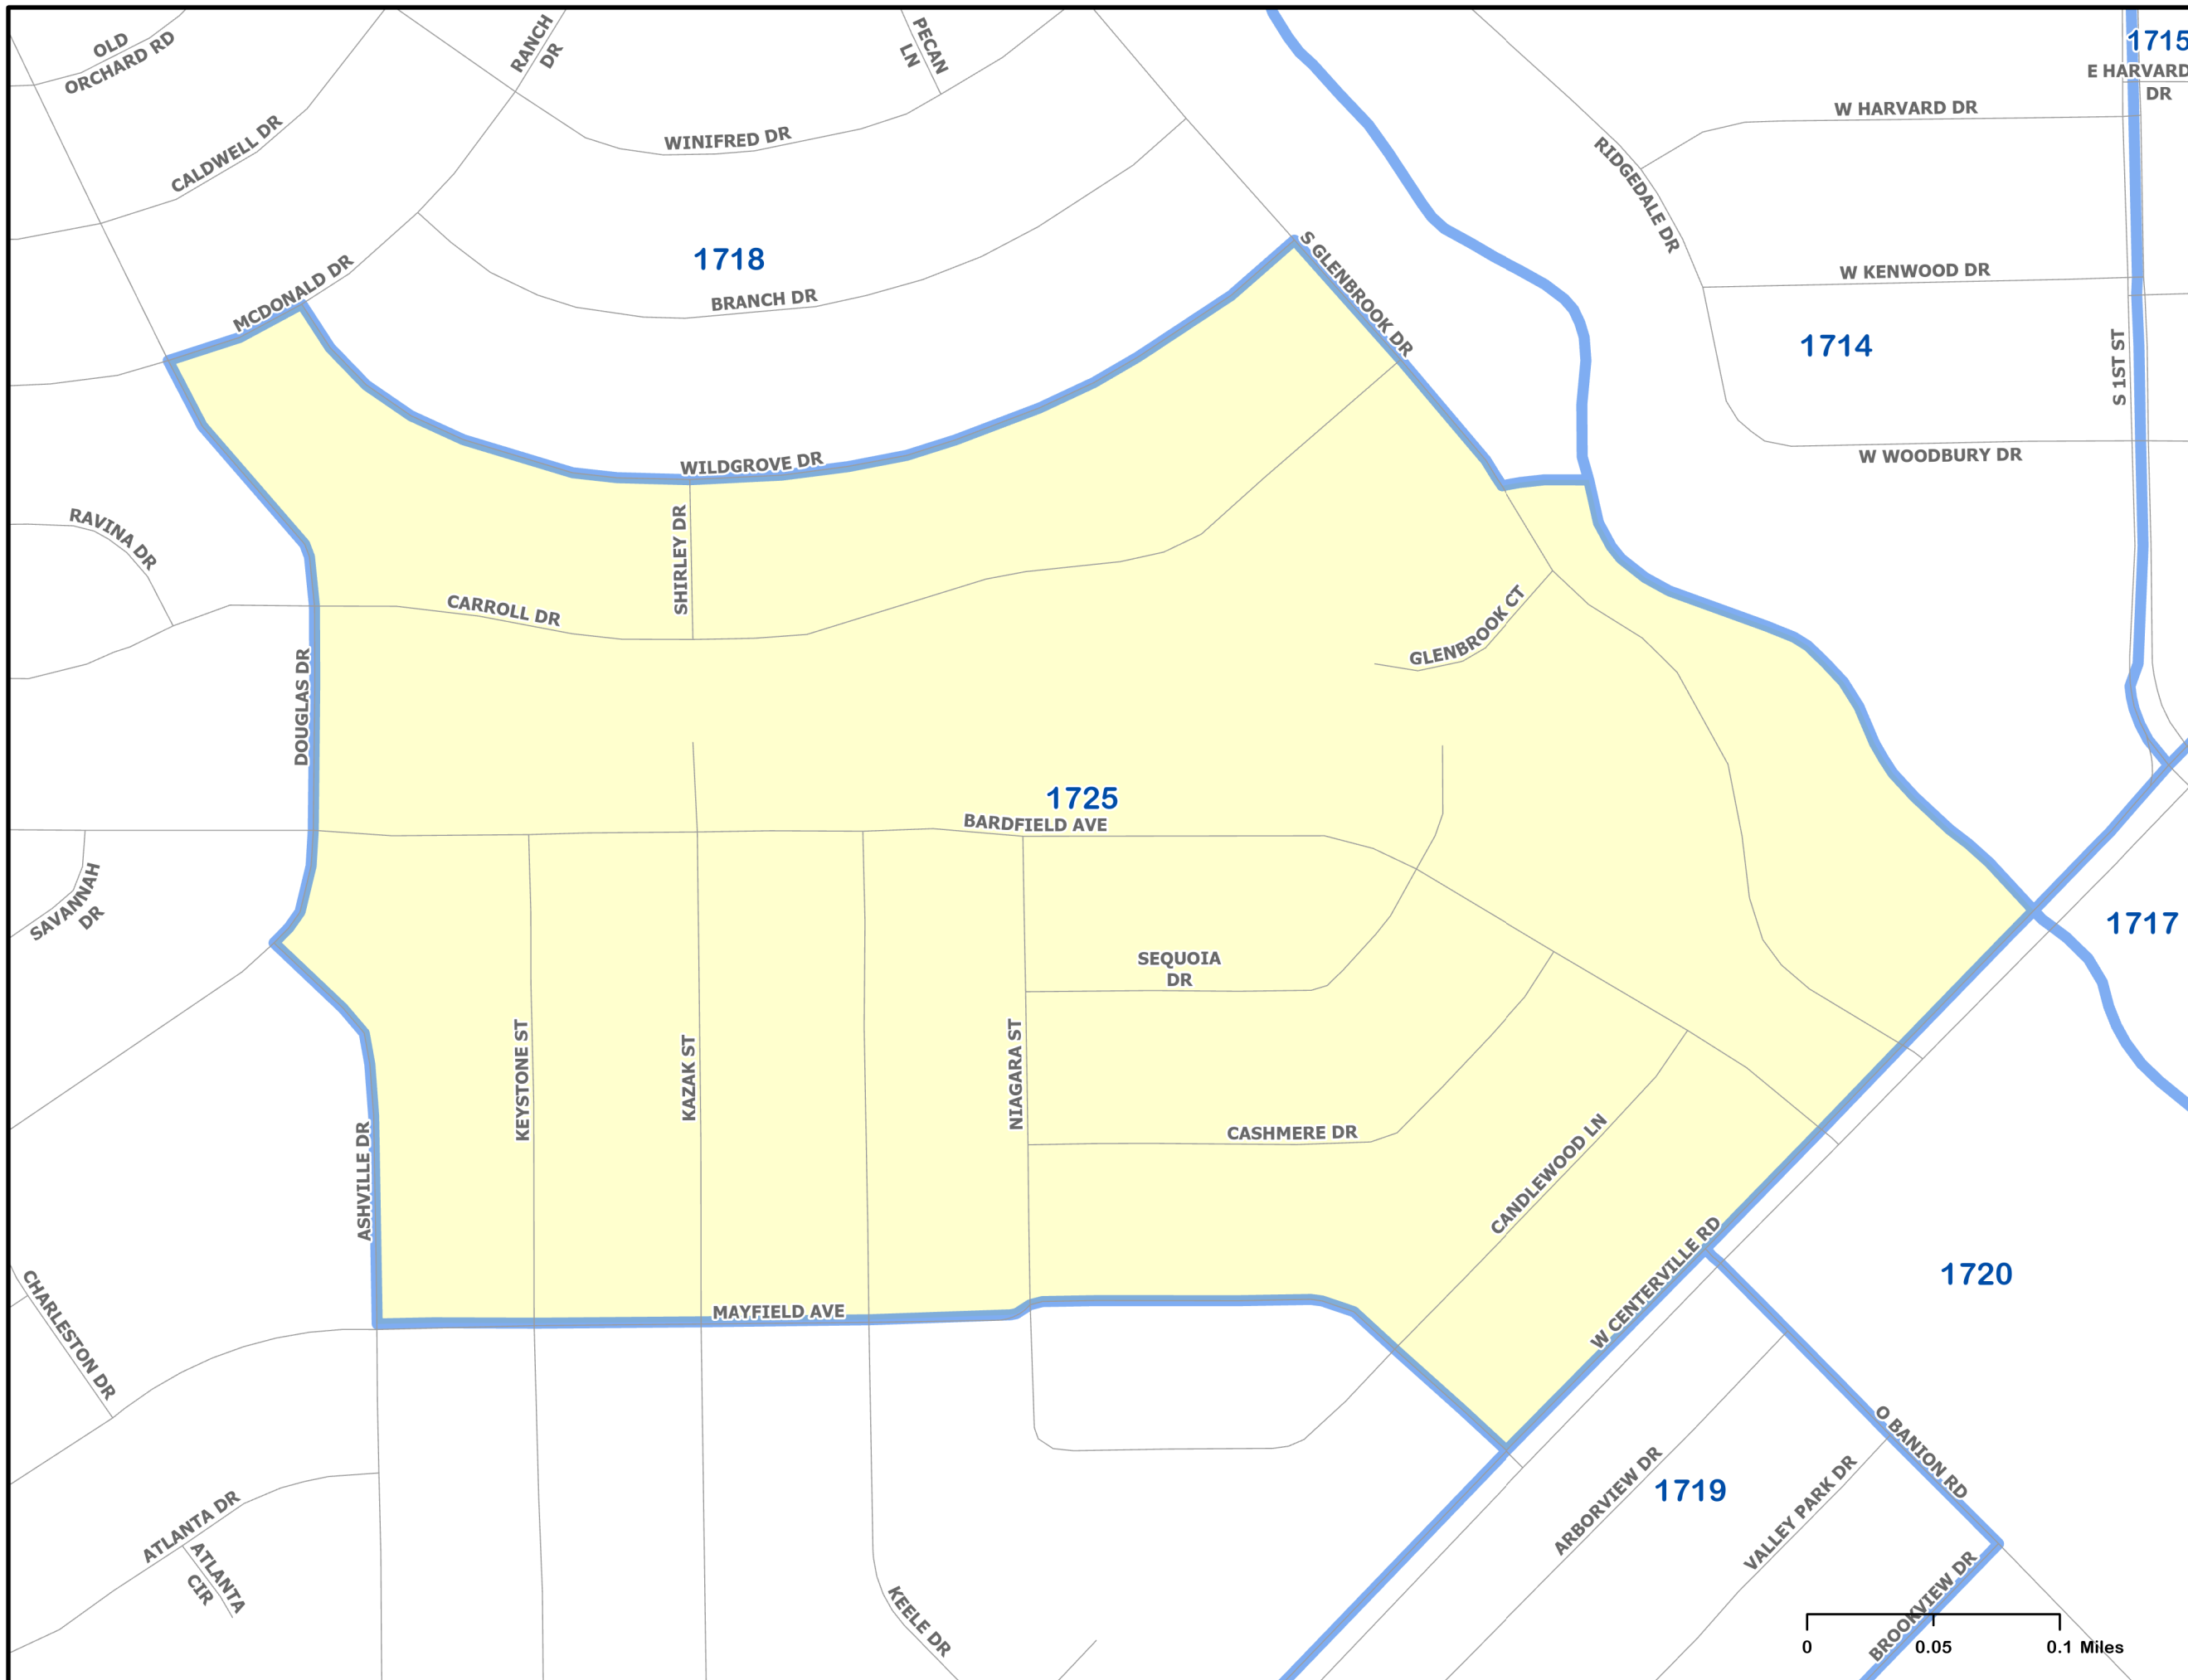 OLD
ORCHARD RD
RANCH
DR
PECAN
LN
1715
E HARVARD
DR
W HARVARD DR
CALDWELL DR
WINIFRED DR
RIDGEDALE DR
1718
MCDONALD DR
BRANCH DR
S GLENBROOK DR
W KENWOOD DR
1714
S 1ST ST
W WOODBURY DR
WILDGROVE DR
RAVINA DR
SHIRLEY DR
CARROLL DR
GLENBROOK CT
DOUGLAS DR
1725
BARDFIELD AVE
SAVANNAH
DR
1717
SEQUOIA
DR
KEYSTONE ST
KAZAK ST
NIAGARA ST
CASHMERE DR
CANDLEWOOD LN
ASHVILLE DR
W CENTERVILLE RD
1720
CHARLESTON DR
MAYFIELD AVE
O BANION RD
ARBORVIEW DR
1719
VALLEY PARK DR
ATLANTA DR
ATLANTA
CIR
KEELE DR
BROOKVIEW DR
0 0.05 0.1 Miles